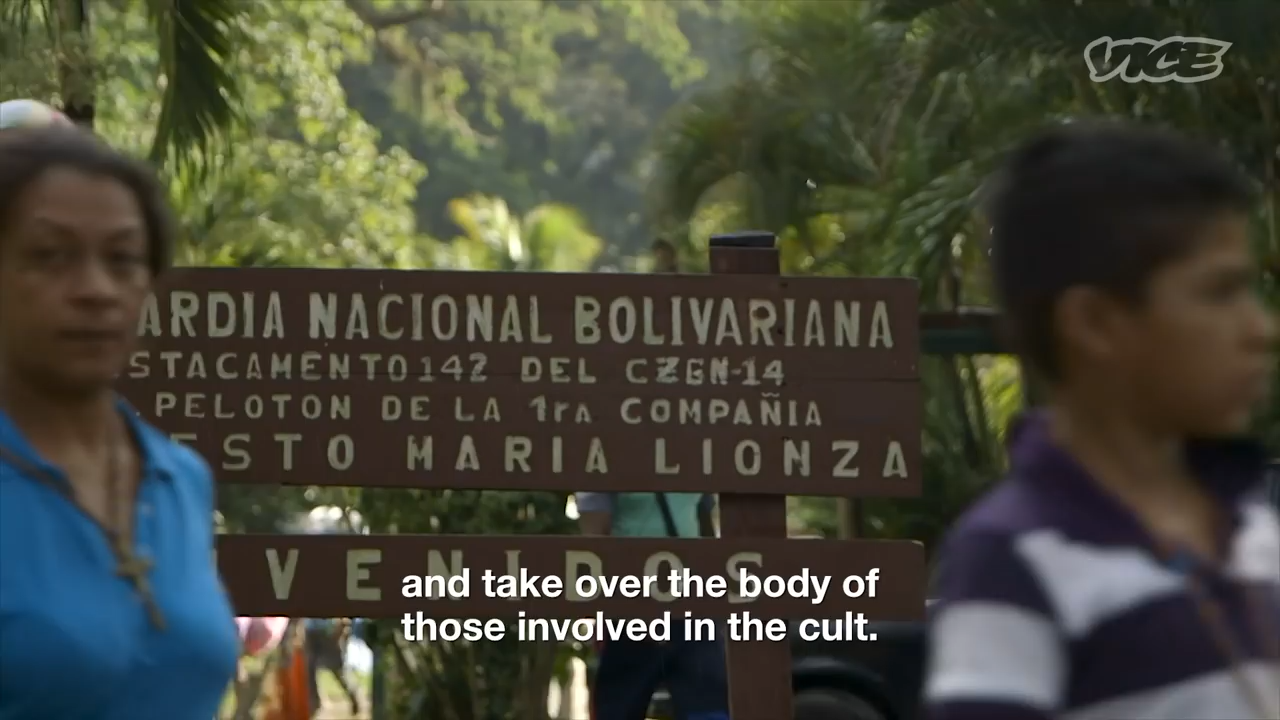 VICE
ARDIA NACIONAL BOLIVARIANA
STACAMENTO 142 DEL CZGN-14
PELOTON DE LA 1ra COMPAÑIA
ESTO MARIA LIONZA
VENIDOS
and take over the body of
those involved in the cult.